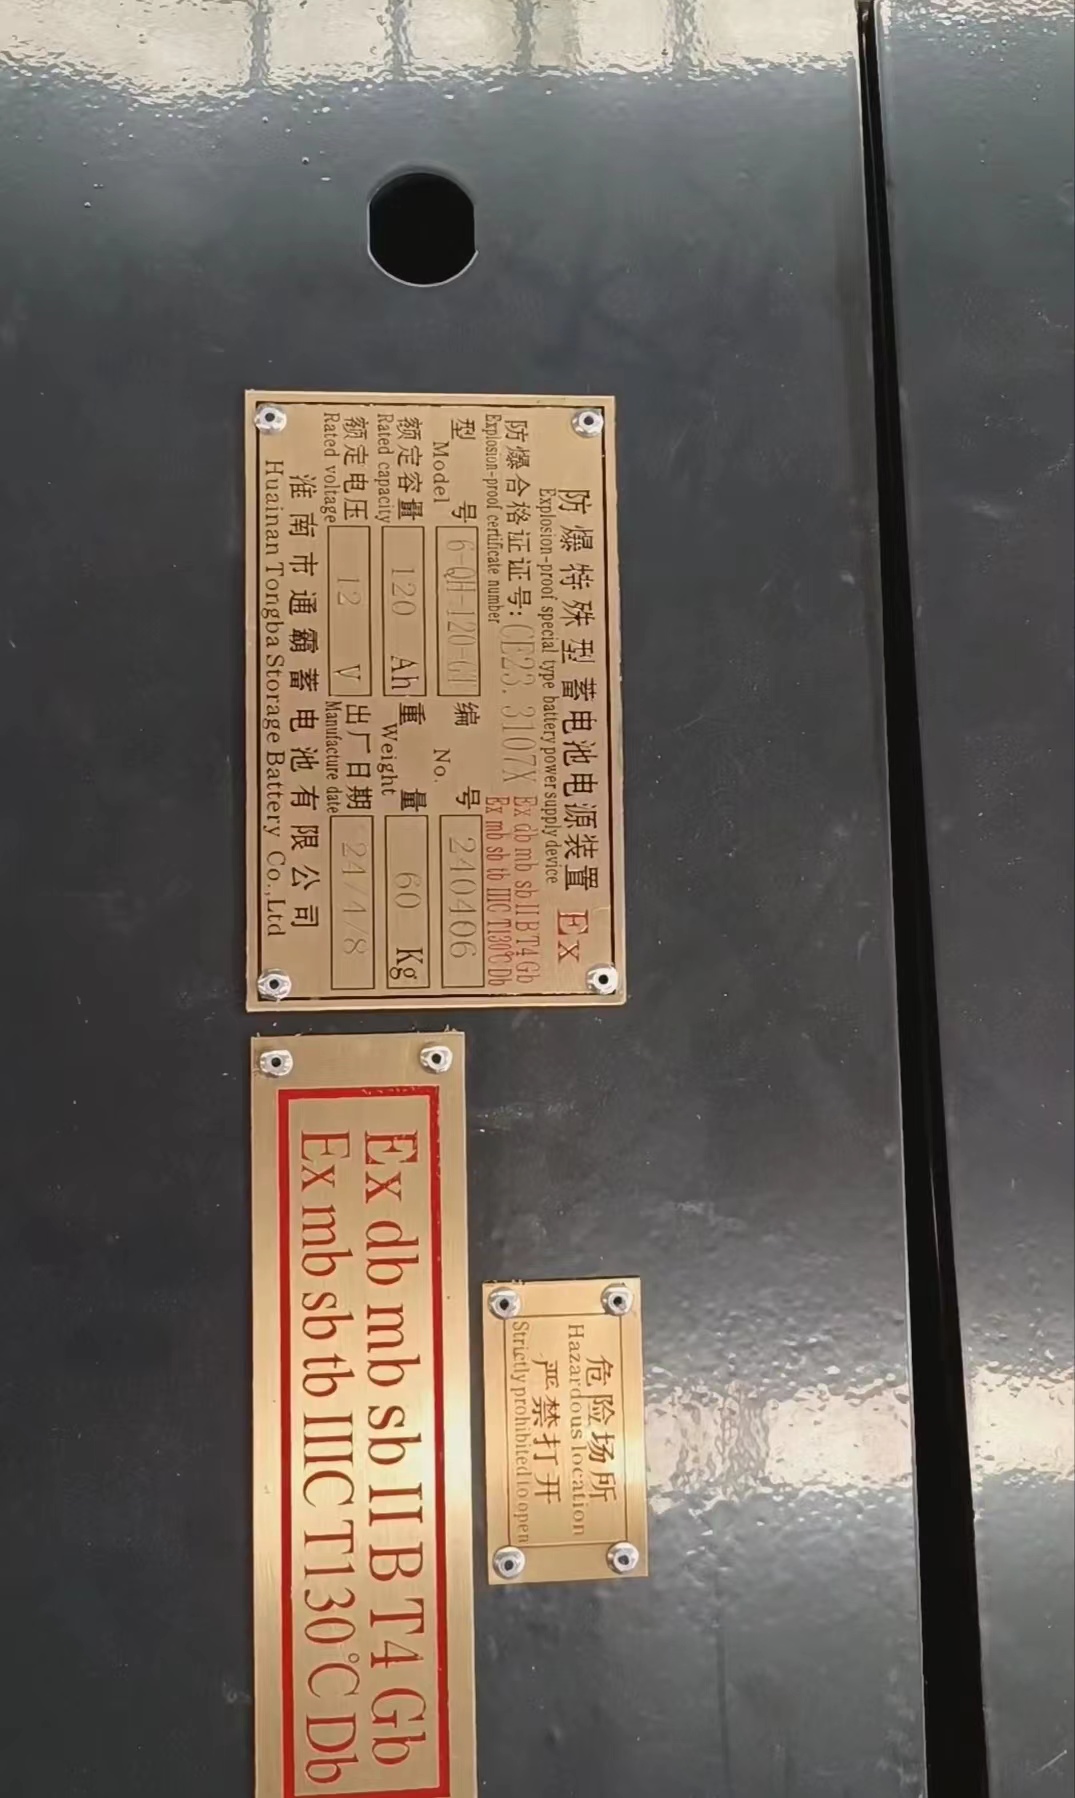 防爆特殊型蓄电池电源装置 Ex
Explosion-proof special type battery power supply device
防爆合格证证号: CE23.3107X Ex db mb sb II B T4 Gb
Explosion-proof certificate number Ex mb sb tb IIIC T130℃ Db
型 号 6-QH-120-GT 编 号 240406
Model No.
额定容量 120 Ah 重 量 60 Kg
Rated capacity Weight
额定电压 12 V 出厂日期 24/4/8
Rated voltage Manufacture date
淮南市通霸蓄电池有限公司
Huainan Tongba Storage Battery Co.,Ltd
Ex db mb sb II B T4 Gb
Ex mb sb tb IIIC T130℃ Db
危险场所
Hazardous location
严禁打开
Strictly prohibited to open